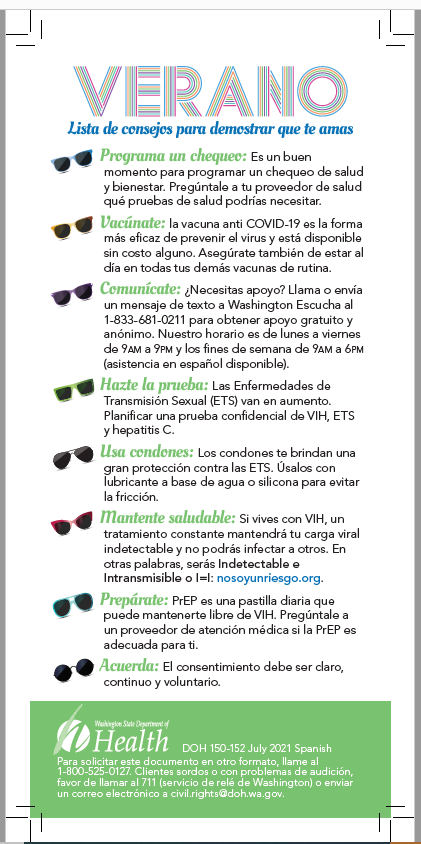 VERANO
Lista de consejos para demostrar que te amas
Programa un chequeo: Es un buen
momento para programar un chequeo de salud
y bienestar. Pregúntale a tu proveedor de salud
qué pruebas de salud podrías necesitar.
Vacúnate: la vacuna anti COVID-19 es la forma
más eficaz de prevenir el virus y está disponible
sin costo alguno. Asegúrate también de estar al
día en todas tus demás vacunas de rutina.
Comunícate: ¿Necesitas apoyo? Llama o envía
un mensaje de texto a Washington Escucha al
1-833-681-0211 para obtener apoyo gratuito y
anónimo. Nuestro horario es de lunes a viernes
de 9AM a 9PM y los fines de semana de 9AM a 6PM
(asistencia en español disponible).
Hazte la prueba: Las Enfermedades de
Transmisión Sexual (ETS) van en aumento.
Planificar una prueba confidencial de VIH, ETS
y hepatitis C.
Usa condones: Los condones te brindan una
gran protección contra las ETS. Úsalos con
lubricante a base de agua o silicona para evitar
la fricción.
Mantente saludable: Si vives con VIH, un
tratamiento constante mantendrá tu carga viral
indetectable y no podrás infectar a otros. En
otras palabras, serás Indetectable e
Intransmisible o I=I: nosoyunriesgo.org.
Prepárate: PrEP es una pastilla diaria que
puede mantenerte libre de VIH. Pregúntale a
un proveedor de atención médica si la PrEP es
adecuada para ti.
Acuerda: El consentimiento debe ser claro,
continuo y voluntario.
Washington State Department of
Health
DOH 150-152 July 2021 Spanish
Para solicitar este documento en otro formato, llame al
1-800-525-0127. Clientes sordos o con problemas de audición,
favor de llamar al 711 (servicio de relé de Washington) o enviar
un correo electrónico a civil.rights@doh.wa.gov.